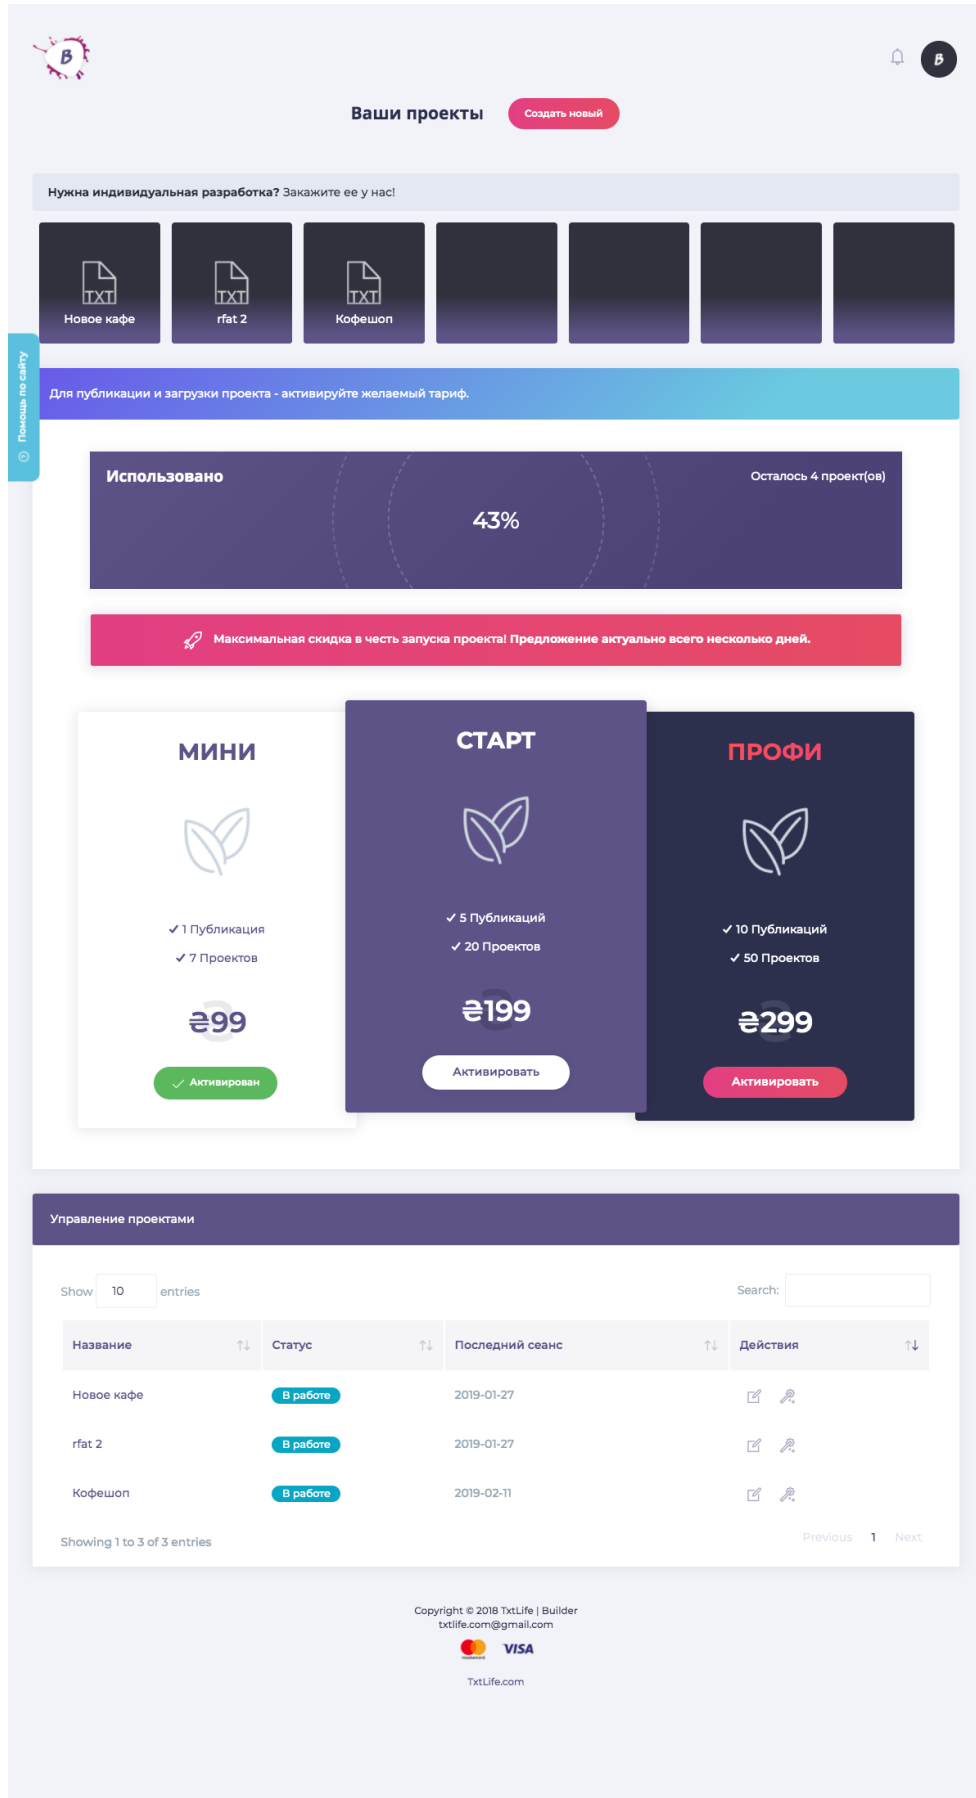 B
B
Ваши проекты
Создать новый
Нужна индивидуальная разработка? Закажите ее у нас!
TXT TXT TXT
Новое кафе rfat 2 Кофешоп
Помощь по сайту
Для публикации и загрузки проекта - активируйте желаемый тариф.
Использовано
Осталось 4 проект(ов)
43%
Максимальная скидка в честь запуска проекта! Предложение актуально всего несколько дней.
МИНИ
1 Публикация
7 Проектов
₴99
Активирован
СТАРТ
5 Публикаций
20 Проектов
₴199
Активировать
ПРОФИ
10 Публикаций
50 Проектов
₴299
Активировать
Управление проектами
Show 10 entries
Search:
Название Статус Последний сеанс Действия
Новое кафе В работе 2019-01-27
rfat 2 В работе 2019-01-27
Кофешоп В работе 2019-02-11
Showing 1 to 3 of 3 entries
Previous 1 Next
Copyright © 2018 TxtLife | Builder
txtlife.com@gmail.com
mastercard VISA
TxtLife.com